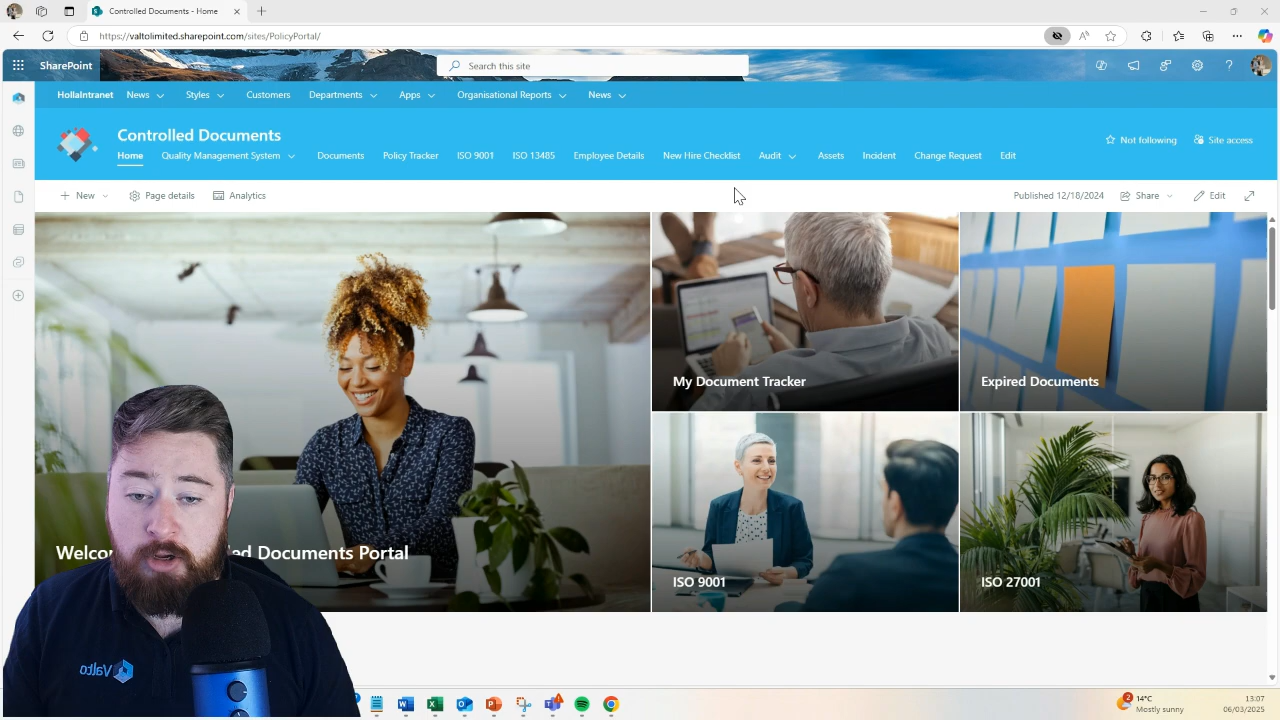 Controlled Documents - Home
https://valtolimited.sharepoint.com/sites/PolicyPortal/
SharePoint
Search this site
HollaIntranet News Styles Customers Departments Apps Organisational Reports News
Controlled Documents
Not following Site access
Home Quality Management System Documents Policy Tracker ISO 9001 ISO 13485 Employee Details New Hire Checklist Audit Assets Incident Change Request Edit
New Page details Analytics Published 12/18/2024 Share Edit
My Document Tracker
Expired Documents
Documents Portal
ISO 9001
ISO 27001
Valto
2
14°C
Mostly sunny
13:07
06/03/2025